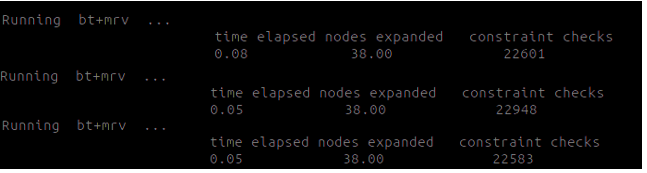 Running bt+mrv ...
time elapsed nodes expanded constraint checks
0.08 38.00 22601
Running bt+mrv ...
time elapsed nodes expanded constraint checks
0.05 38.00 22948
Running bt+mrv ...
time elapsed nodes expanded constraint checks
0.05 38.00 22583